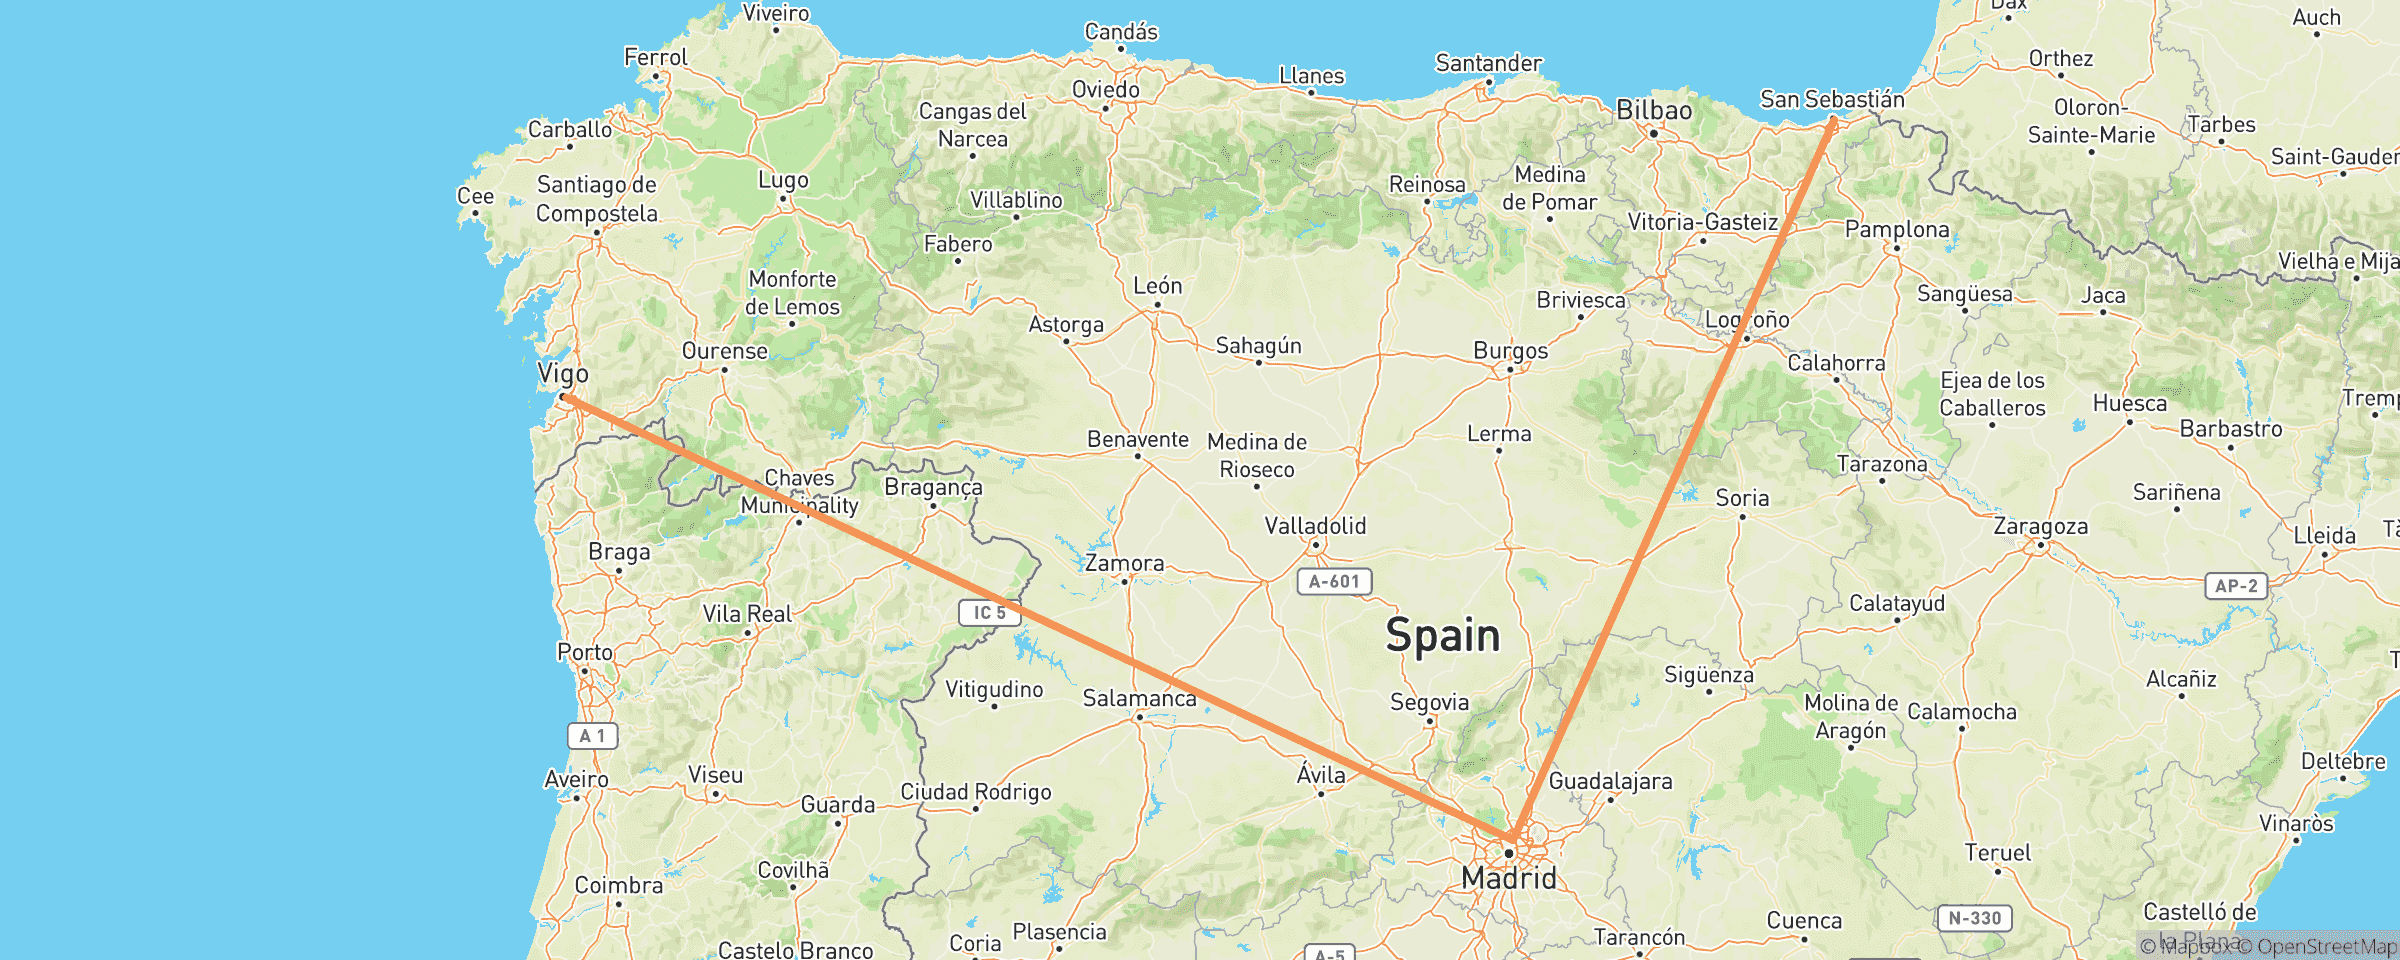 Viveiro
Candás
Dax
Auch
Ferrol
Santander
Orthez
Llanes
Oviedo
Bilbao
San Sebastián
Cangas del
Narcea
Oloron-
Sainte-Marie
Tarbes
Carballo
Saint-Gauden
Santiago de
Compostela
Lugo
Cee
Villablino
Reinosa
Medina
de Pomar
Vitoria-Gasteiz
Pamplona
Fabero
Vielha e Mija
Monforte
de Lemos
León
Briviesca
Sangüesa
Jaca
Astorga
Logroño
Ourense
Sahagún
Burgos
Calahorra
Vigo
Ejea de los
Caballeros
Huesca
Tremp
Barbastro
Benavente
Medina de
Rioseco
Lerma
Tarazona
Chaves
Municipality
Bragança
Soria
Sariñena
Valladolid
Zaragoza
Lleida
Braga
Zamora
A-601
AP-2
IC 5
Vila Real
Calatayud
Spain
Porto
Vitigudino
Salamanca
Segovia
Sigüenza
Alcañiz
Molina de
Aragón
Calamocha
A 1
Aveiro
Viseu
Guarda
Ciudad Rodrigo
Ávila
Guadalajara
Deltebre
Vinaròs
Madrid
Teruel
Covilhã
Coimbra
Castelo Branco
Coria
Plasencia
A-5
Tarancón
Cuenca
N-330
Castelló de
la Plana
© Mapbox © OpenStreetMap